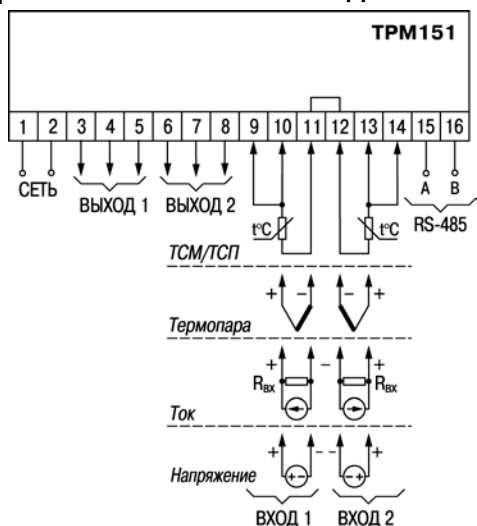 ТРМ151
1 2 3 4 5 6 7 8 9 10 11 12 13 14 15 16
СЕТЬ
ВЫХОД 1
ВЫХОД 2
A B
RS-485
t°C
t°C
ТСМ/ТСП
+ – – +
Термопара
+ – +
Rвх
Rвх
Ток
+ - - +
+ - - +
Напряжение
ВХОД 1 ВХОД 2